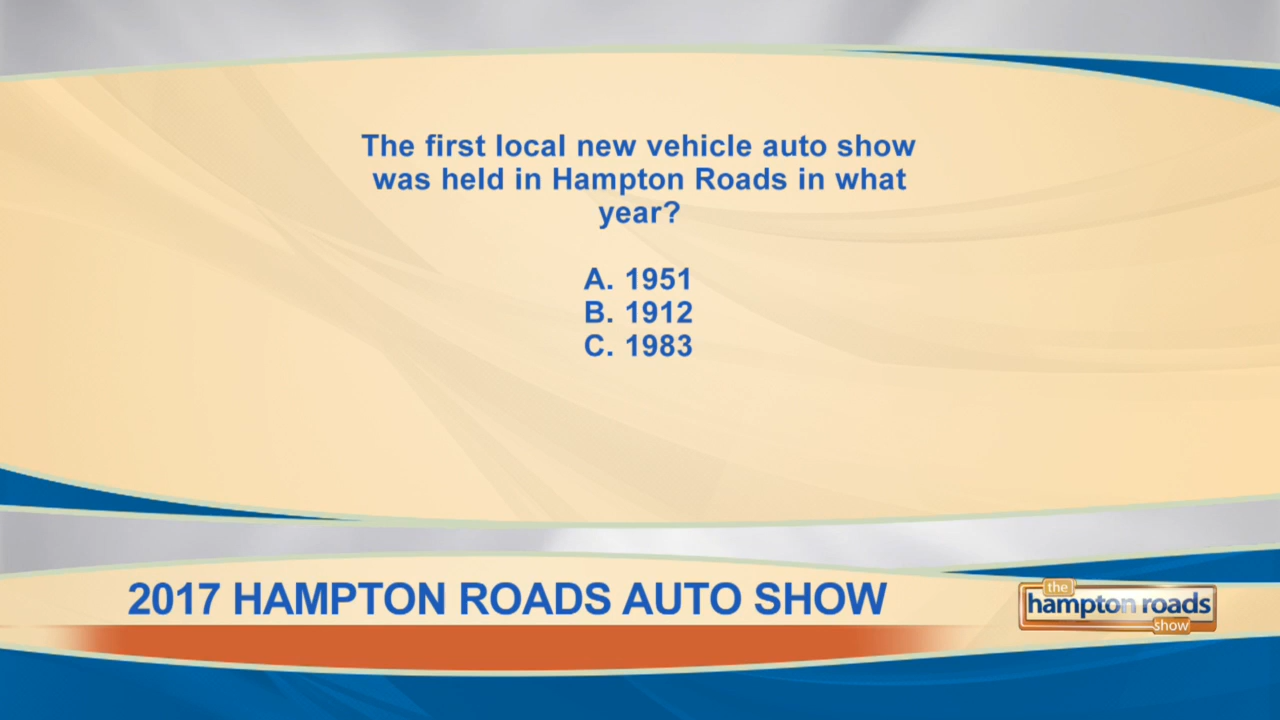 The first local new vehicle auto show
was held in Hampton Roads in what
year?
A. 1951
B. 1912
C. 1983
2017 HAMPTON ROADS AUTO SHOW
the
hampton roads
show